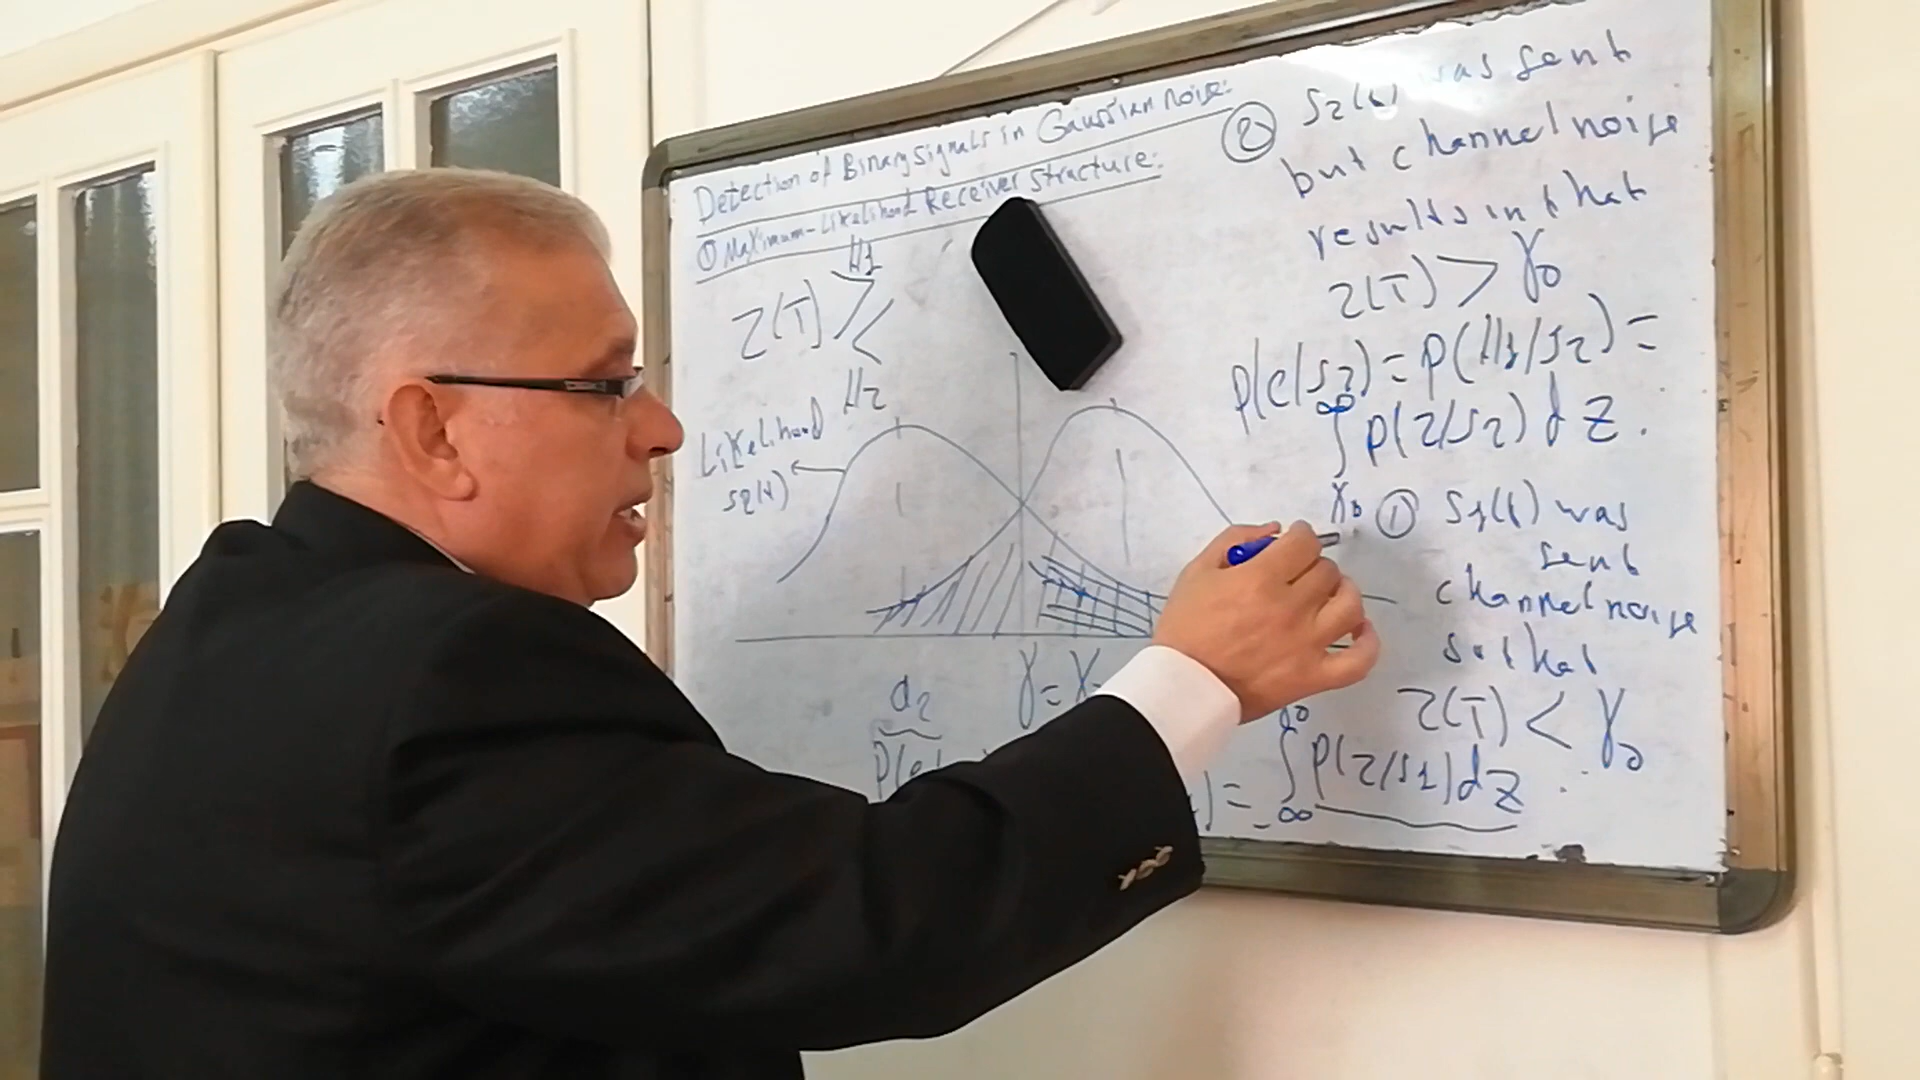 Detection of Binary Signals in Gaussian Noise:
① Maximum-Likelihood Receiver Structure:
H1
z(T) ><
H2
Likelihood
s2(t)
a2
γ = γ
P(e/
② s2(t) was sent
but channel noise
results in that
z(T) > γ0
p(e/s2) = p(H1/s2) =
∞
∫ p(z/s2) dz.
γ0
① s1(t) was
sent
channel noise
so that
z(T) < γ0
γ0
) = ∫ p(z/s1) dz
-∞